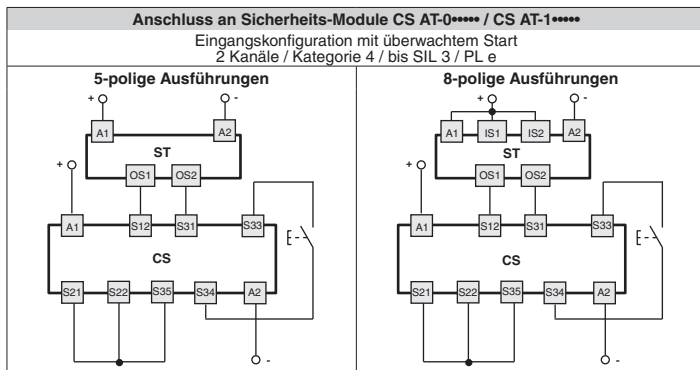 Anschluss an Sicherheits-Module CS AT-0••••• / CS AT-1•••••
Eingangskonfiguration mit überwachtem Start
2 Kanäle / Kategorie 4 / bis SIL 3 / PL e
5-polige Ausführungen
+ -
A1 A2
ST
OS1 OS2
+
A1 S12 S31 S33
CS
S21 S22 S35 S34 A2
-
8-polige Ausführungen
+ -
A1 IS1 IS2 A2
ST
OS1 OS2
+
A1 S12 S31 S33
CS
S21 S22 S35 S34 A2
-